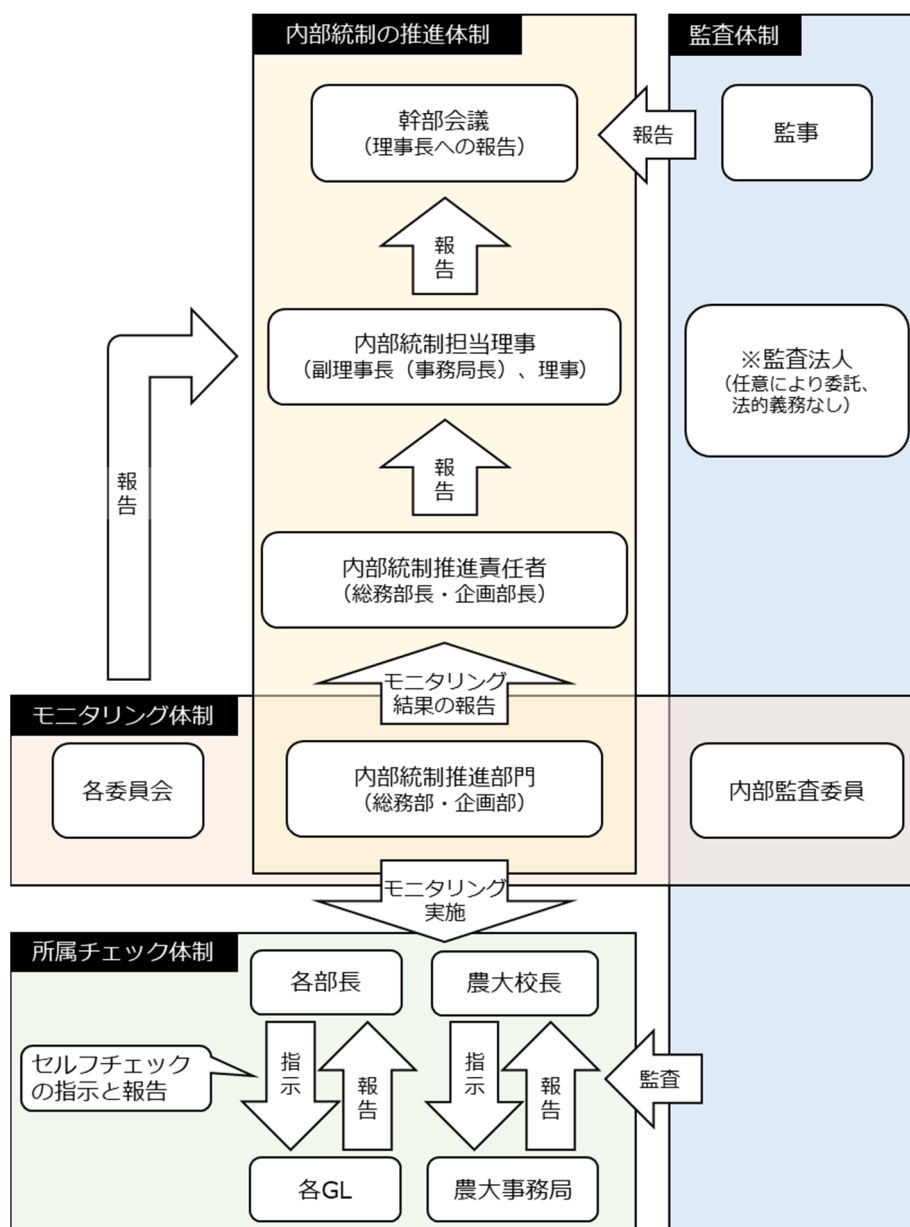 内部統制の推進体制
監査体制
幹部会議
（理事長への報告）
報告
監事
報
告
内部統制担当理事
（副理事長（事務局長）、理事）
※監査法人
（任意により委託、
法的義務なし）
報
告
報
告
内部統制推進責任者
（総務部長・企画部長）
モニタリング
結果の報告
モニタリング体制
各委員会
内部統制推進部門
（総務部・企画部）
内部監査委員
モニタリング
実施
所属チェック体制
各部長
農大校長
セルフチェック
の指示と報告
指
示
報
告
指
示
報
告
監査
各GL
農大事務局